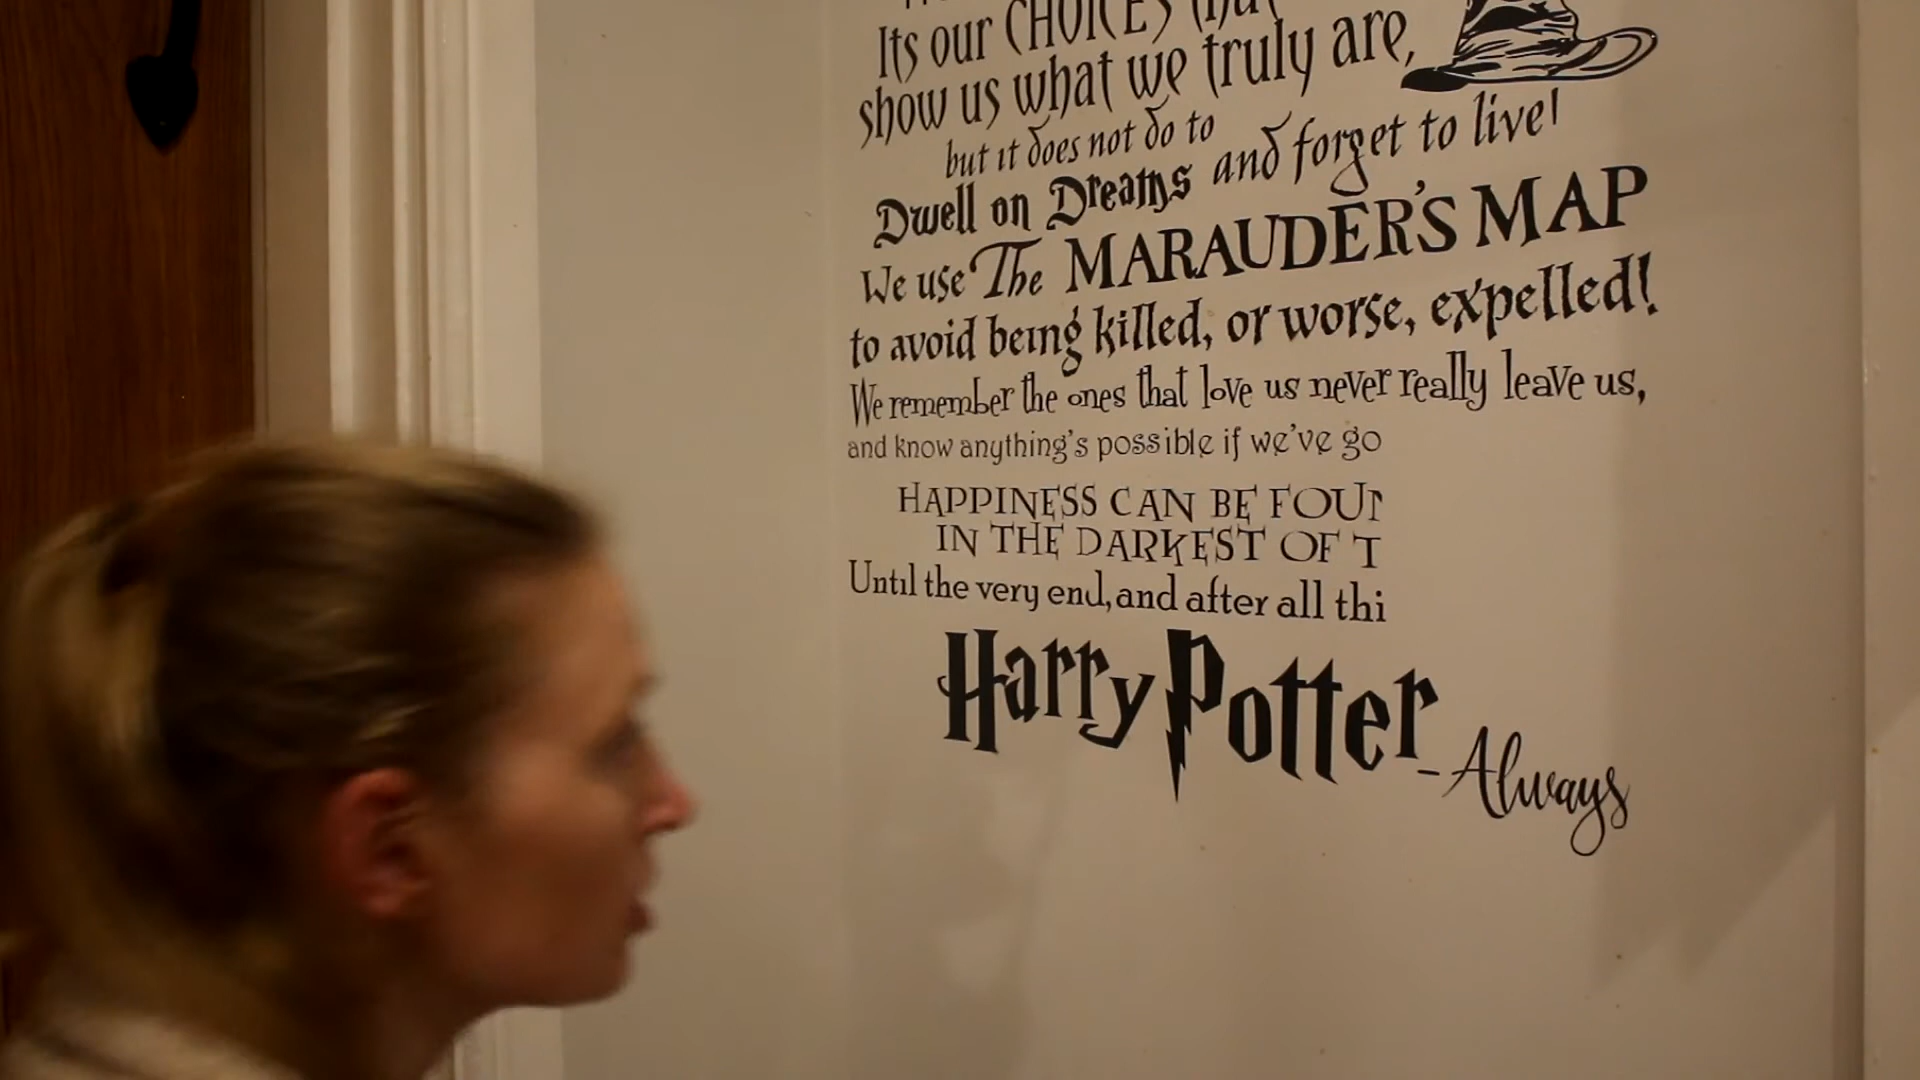 Its our CHOICES that
show us what we truly are,
but it does not do to
Dwell on Dreams and forget to live!
We use The MARAUDER'S MAP
to avoid being killed, or worse, expelled!
We remember the ones that love us never really leave us,
and know anything's possible if we've go
HAPPINESS CAN BE FOUN
IN THE DARKEST OF T
Until the very end, and after all thi
Harry Potter
- Always